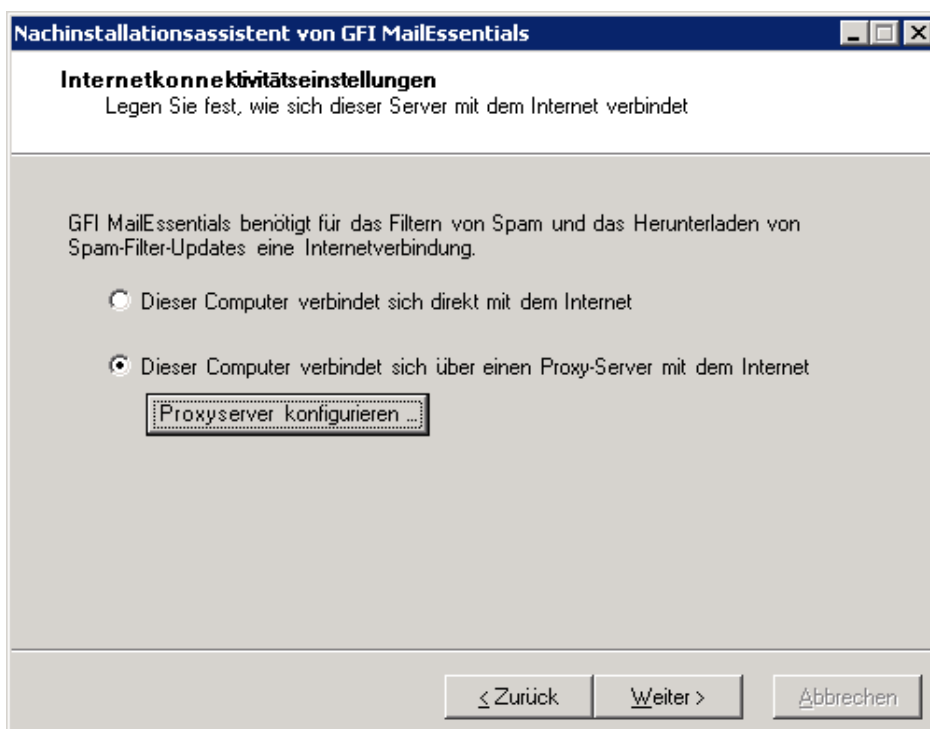 Nachinstallationsassistent von GFI MailEssentials
Internetkonnektivitätseinstellungen
Legen Sie fest, wie sich dieser Server mit dem Internet verbindet
GFI MailEssentials benötigt für das Filtern von Spam und das Herunterladen von
Spam-Filter-Updates eine Internetverbindung.
Dieser Computer verbindet sich direkt mit dem Internet
Dieser Computer verbindet sich über einen Proxy-Server mit dem Internet
Proxyserver konfigurieren ...
< Zurück
Weiter >
Abbrechen